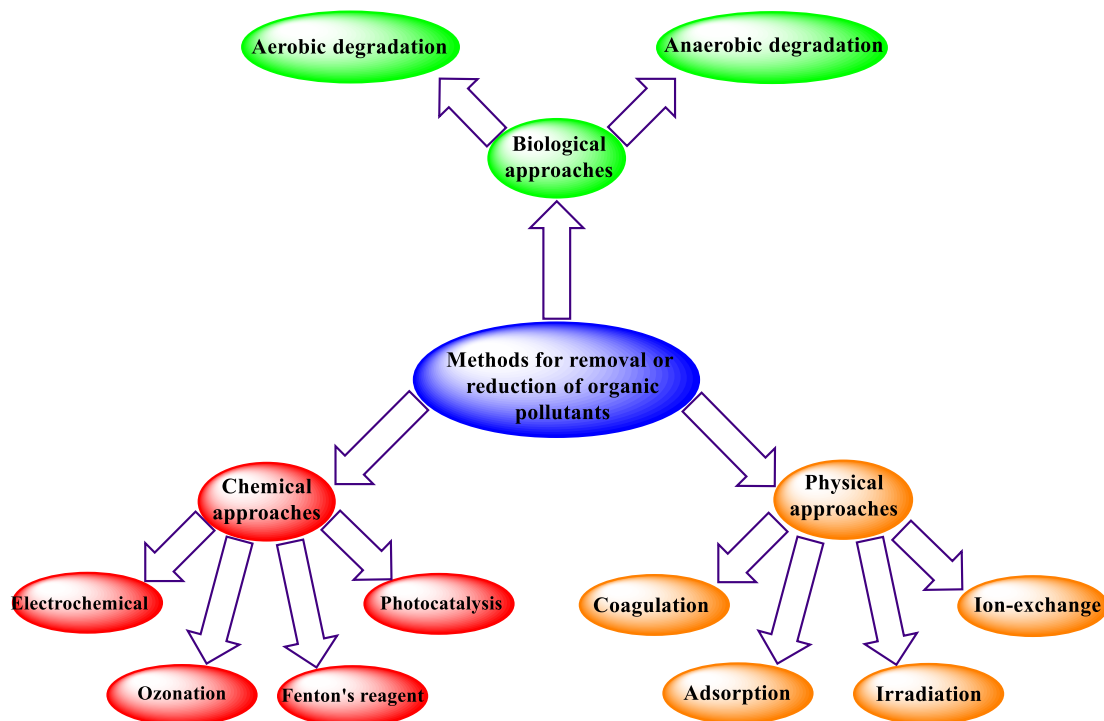 Aerobic degradation
Anaerobic degradation
Biological
approaches
Methods for removal or
reduction of organic
pollutants
Chemical
approaches
Physical
approaches
Electrochemical
Photocatalysis
Coagulation
Ion-exchange
Ozonation
Fenton's reagent
Adsorption
Irradiation